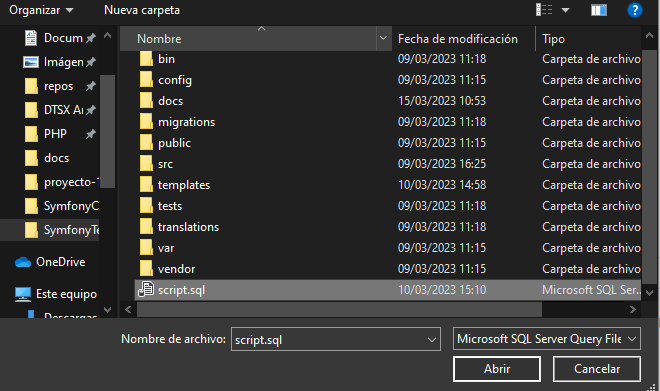 Organizar Nueva carpeta
Nombre Fecha de modificación Tipo
Docum
Imágen
repos
DTSX A
PHP
docs
proyecto-1
SymfonyC
SymfonyTe
OneDrive
Este equipo
Descargas
bin 09/03/2023 11:18 Carpeta de archivo
config 09/03/2023 11:15 Carpeta de archivo
docs 15/03/2023 10:53 Carpeta de archivo
migrations 09/03/2023 11:18 Carpeta de archivo
public 09/03/2023 11:15 Carpeta de archivo
src 09/03/2023 16:25 Carpeta de archivo
templates 10/03/2023 14:58 Carpeta de archivo
tests 09/03/2023 11:18 Carpeta de archivo
translations 09/03/2023 11:18 Carpeta de archivo
var 09/03/2023 11:15 Carpeta de archivo
vendor 09/03/2023 11:15 Carpeta de archivo
script.sql 10/03/2023 15:10 Microsoft SQL Ser...
Nombre de archivo: script.sql Microsoft SQL Server Query File
Abrir Cancelar